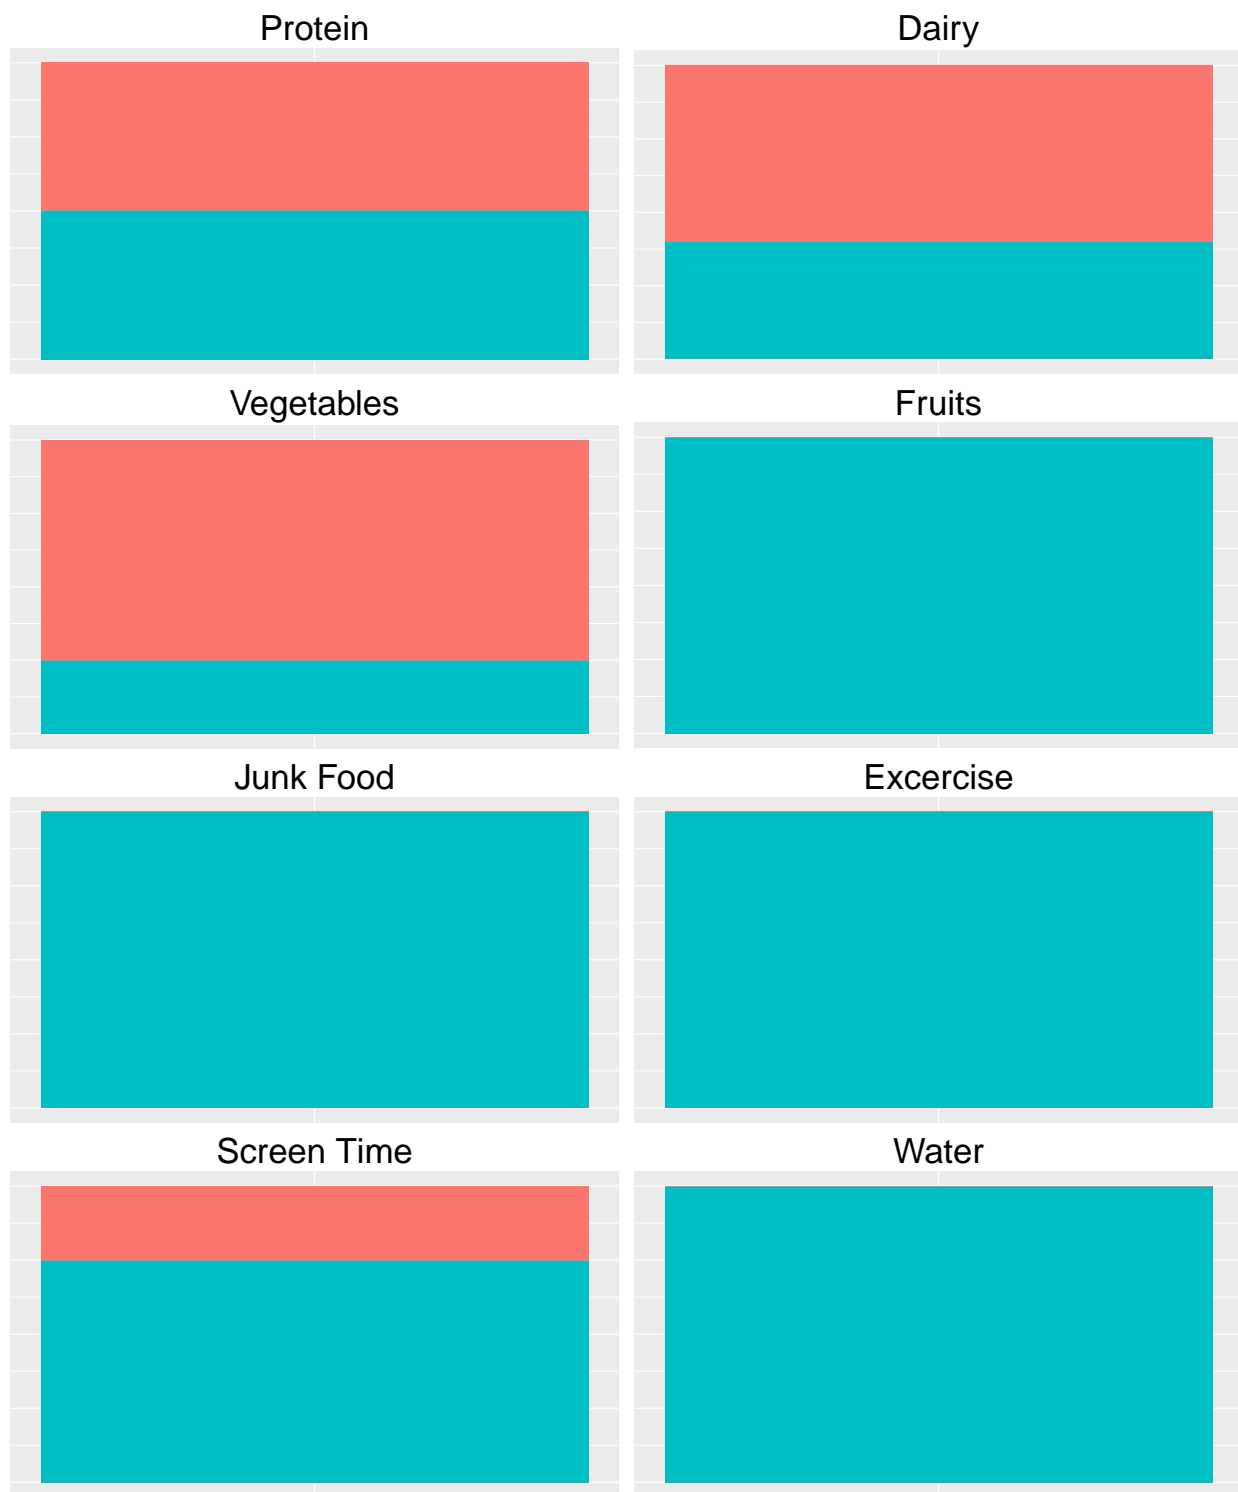 Protein
Dairy
Vegetables
Fruits
Junk Food
Excercise
Screen Time
Water